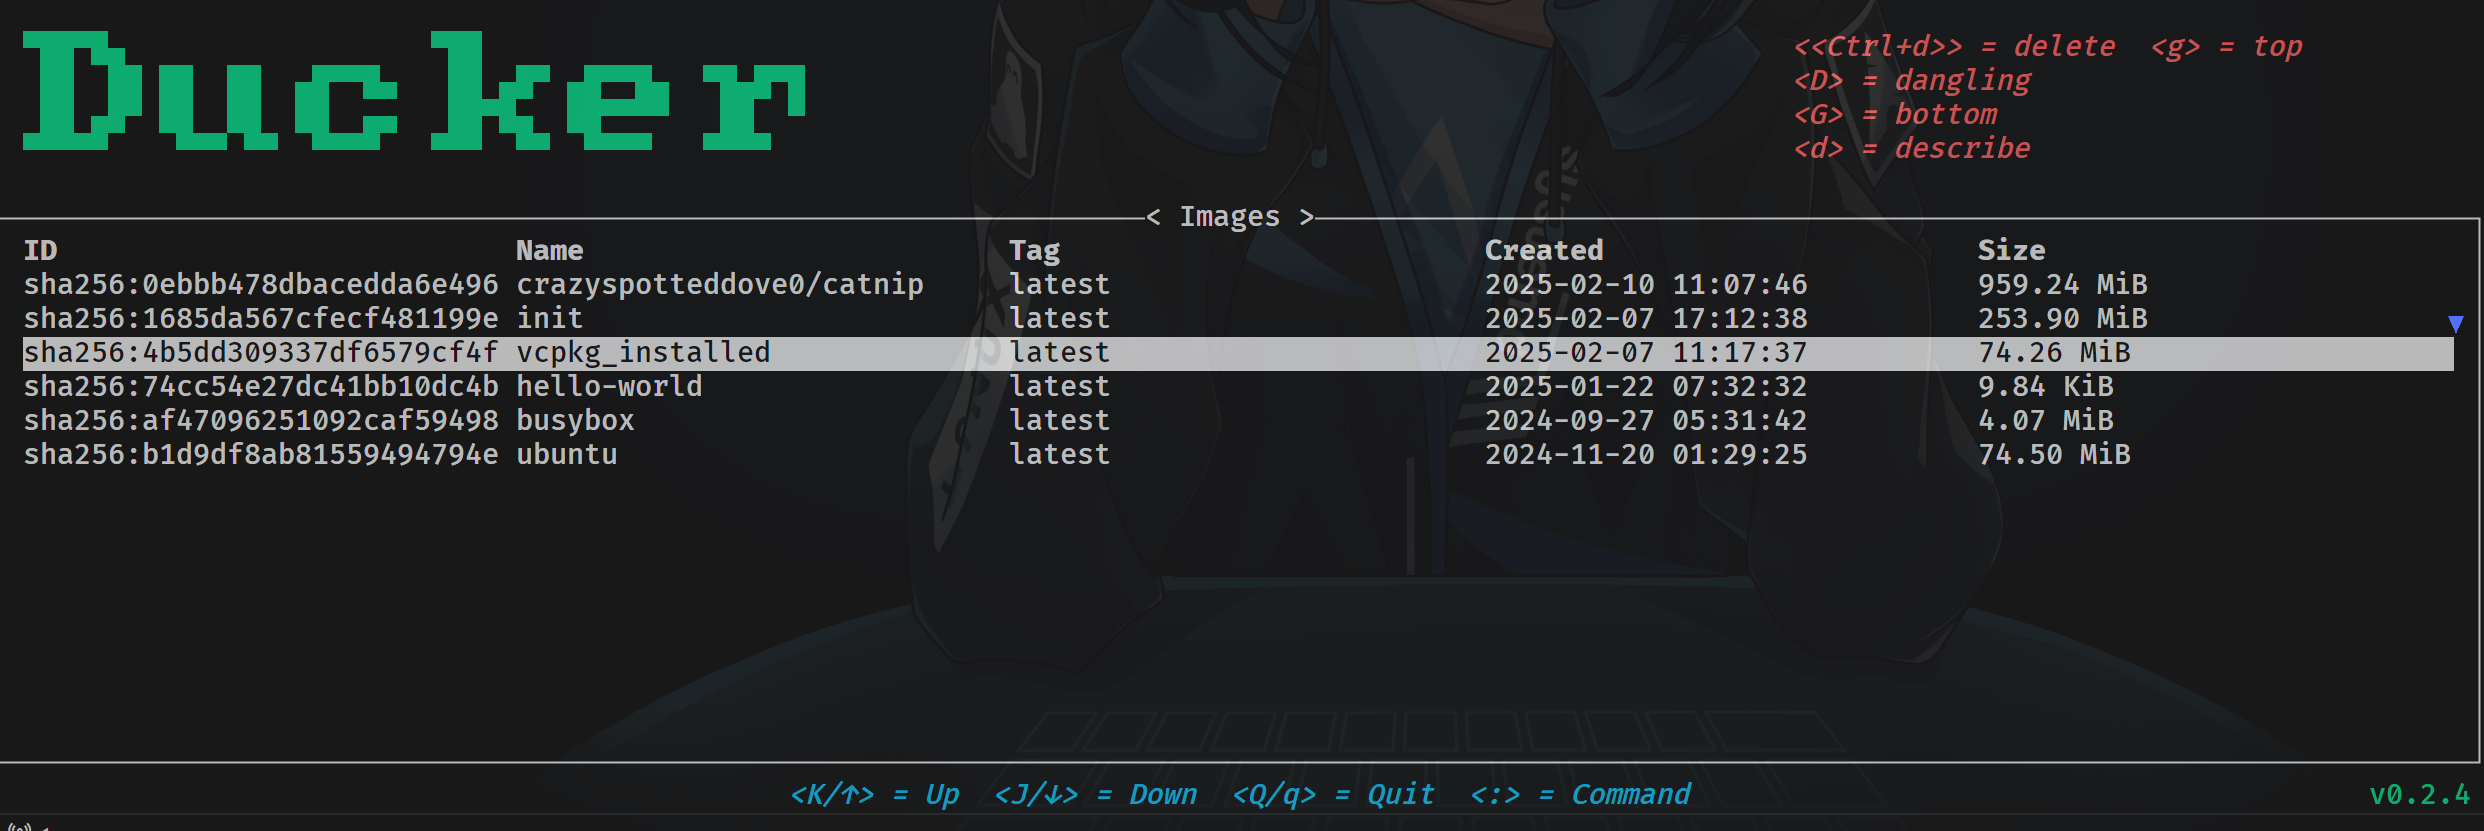 Ducker
<<Ctrl+d>> = delete  <g> = top
<D> = dangling
<G> = bottom
<d> = describe
< Images >
ID Name Tag Created Size
sha256:0ebbb478dbacedda6e496 crazyspotteddove0/catnip latest 2025-02-10 11:07:46 959.24 MiB
sha256:1685da567cfecf481199e init latest 2025-02-07 17:12:38 253.90 MiB
sha256:4b5dd309337df6579cf4f vcpkg_installed latest 2025-02-07 11:17:37 74.26 MiB
sha256:74cc54e27dc41bb10dc4b hello-world latest 2025-01-22 07:32:32 9.84 KiB
sha256:af47096251092caf59498 busybox latest 2024-09-27 05:31:42 4.07 MiB
sha256:b1d9df8ab81559494794e ubuntu latest 2024-11-20 01:29:25 74.50 MiB
<K/↑> = Up  <J/↓> = Down  <Q/q> = Quit  <:> = Command
v0.2.4